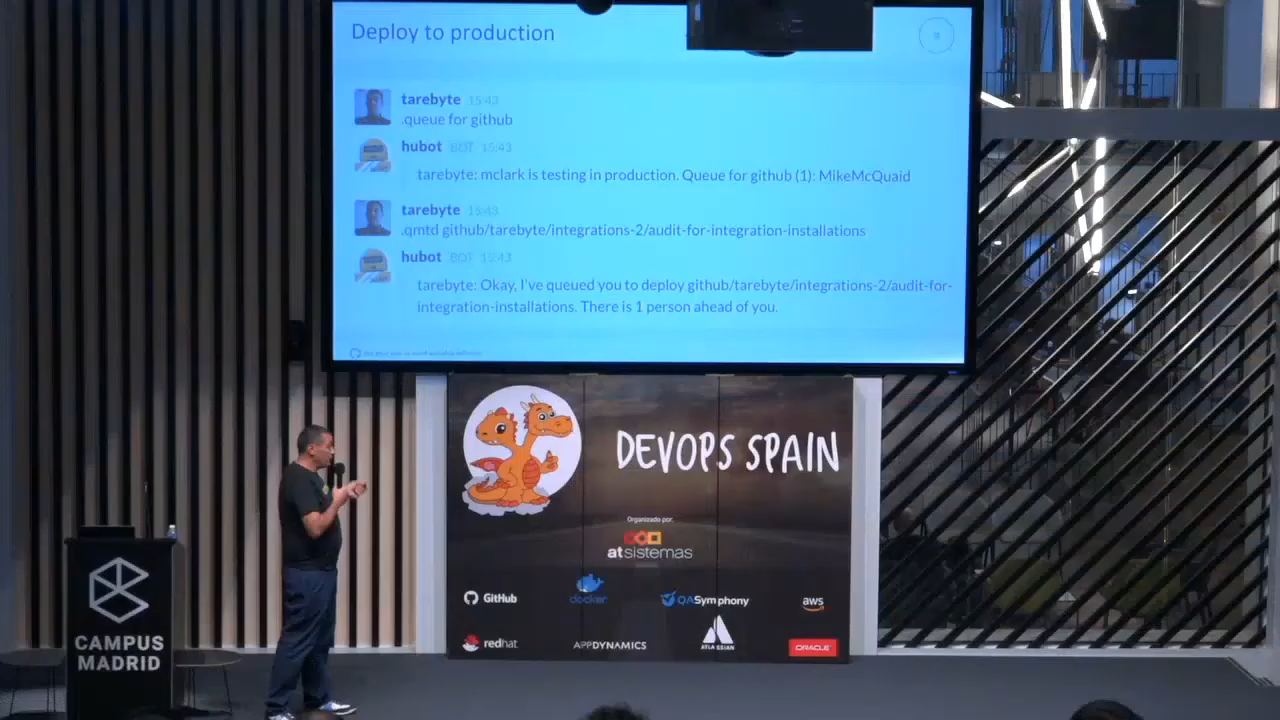 Deploy to production
tarebyte 15:43
.queue for github
hubot BOT 15:43
tarebyte: mclark is testing in production. Queue for github (1): MikeMcQuaid
tarebyte 15:43
.qmtd github/tarebyte/integrations-2/audit-for-integration-installations
hubot BOT 15:43
tarebyte: Okay, I've queued you to deploy github/tarebyte/integrations-2/audit-for-
integration-installations. There is 1 person ahead of you.
DEVOPS SPAIN
Organizado por:
atsistemas
GitHub
docker
QASymphony
aws
redhat
APPDYNAMICS
ATLASSIAN
ORACLE
CAMPUS
MADRID